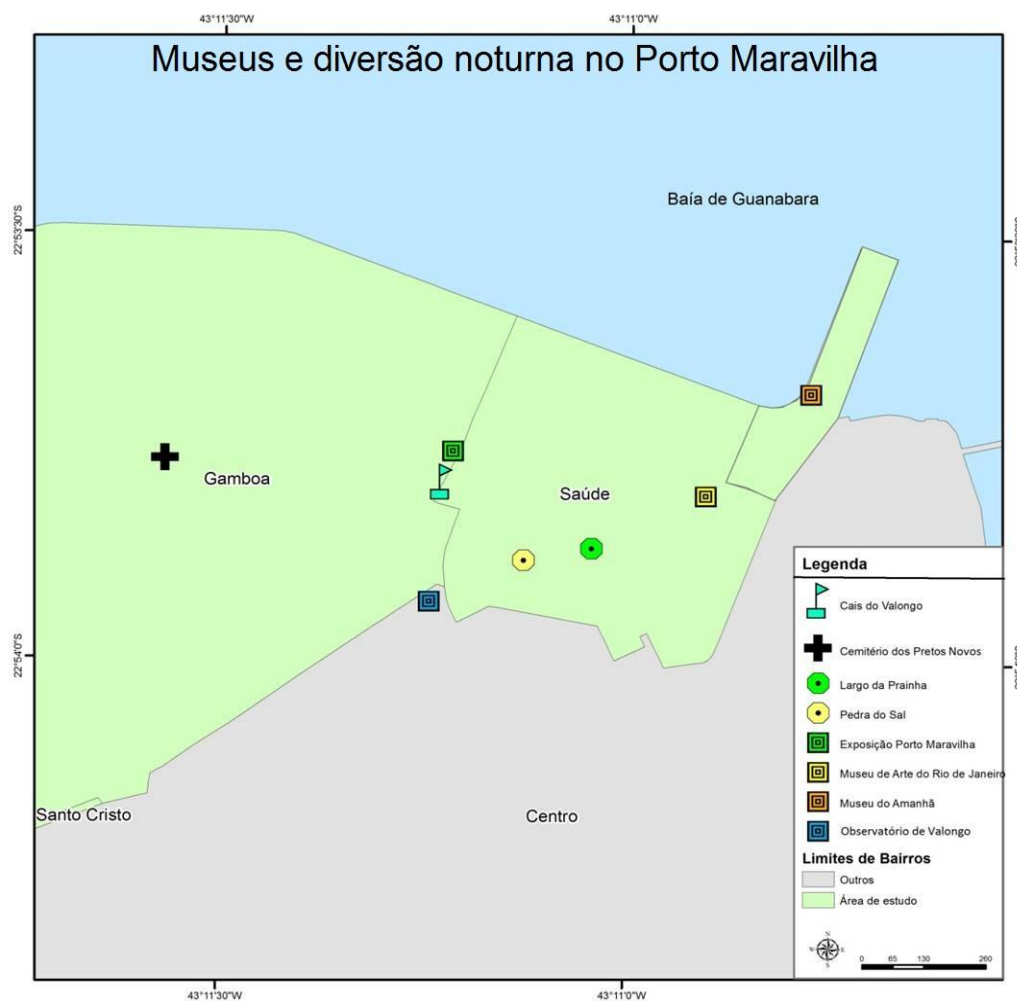 43°11'30"W
43°11'0"W
Museus e diversão noturna no Porto Maravilha
Baía de Guanabara
22°53'30"S
Gamboa
Saúde
22°54'0"S
Santo Cristo
Centro
Legenda
Cais do Valongo
Cemitério dos Pretos Novos
Largo da Prainha
Pedra do Sal
Exposição Porto Maravilha
Museu de Arte do Rio de Janeiro
Museu do Amanhã
Observatório de Valongo
Limites de Bairros
Outros
Área de estudo
N
W E
S
0 65 130 260
43°11'30"W
43°11'0"W